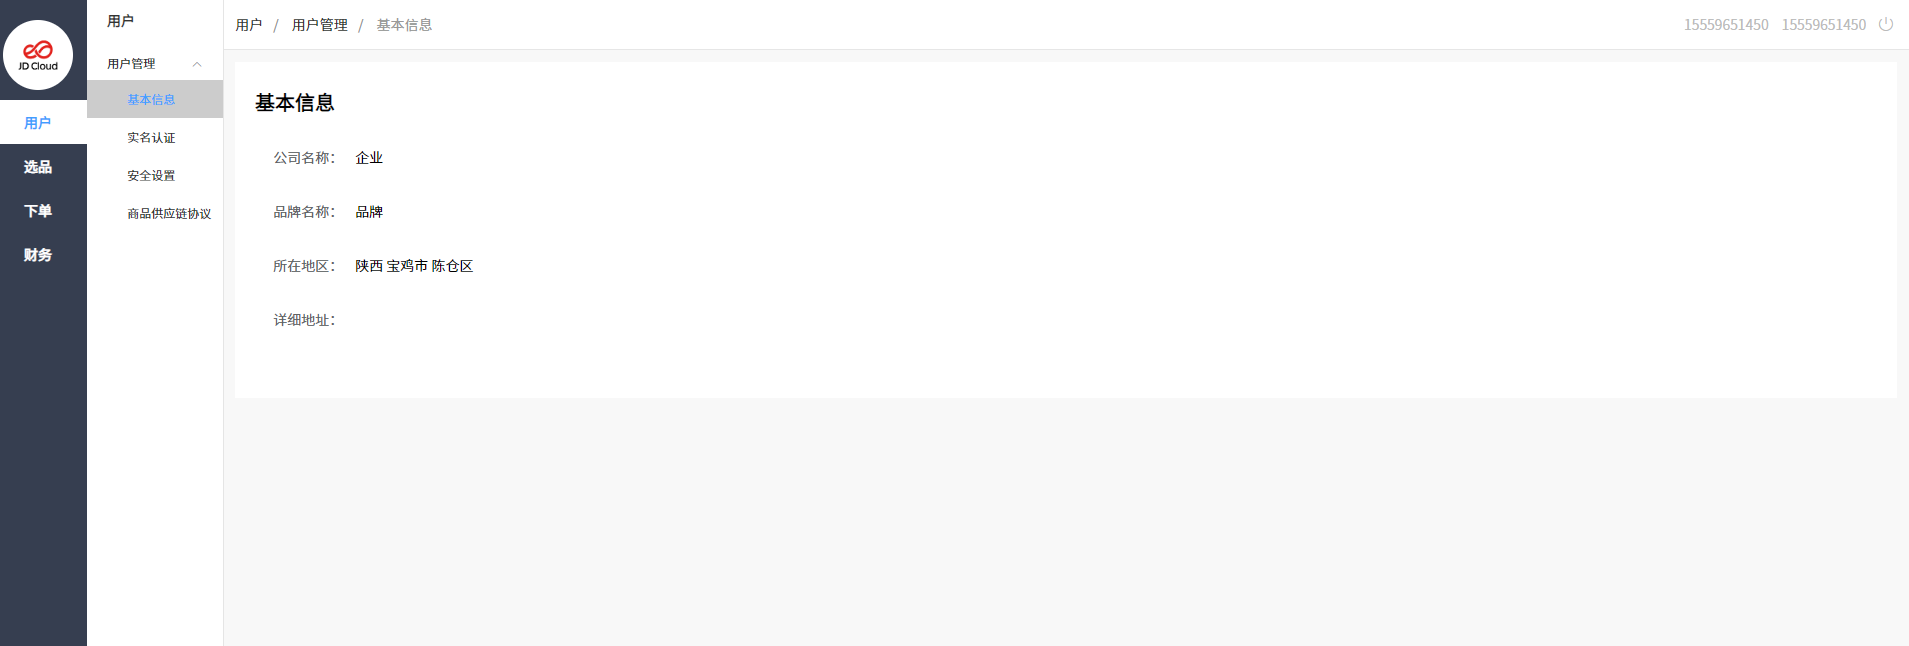 JD Cloud
用户
选品
下单
财务
用户
用户管理
基本信息
实名认证
安全设置
商品供应链协议
用户 / 用户管理 / 基本信息
15559651450 15559651450
基本信息
公司名称： 企业
品牌名称： 品牌
所在地区： 陕西 宝鸡市 陈仓区
详细地址：